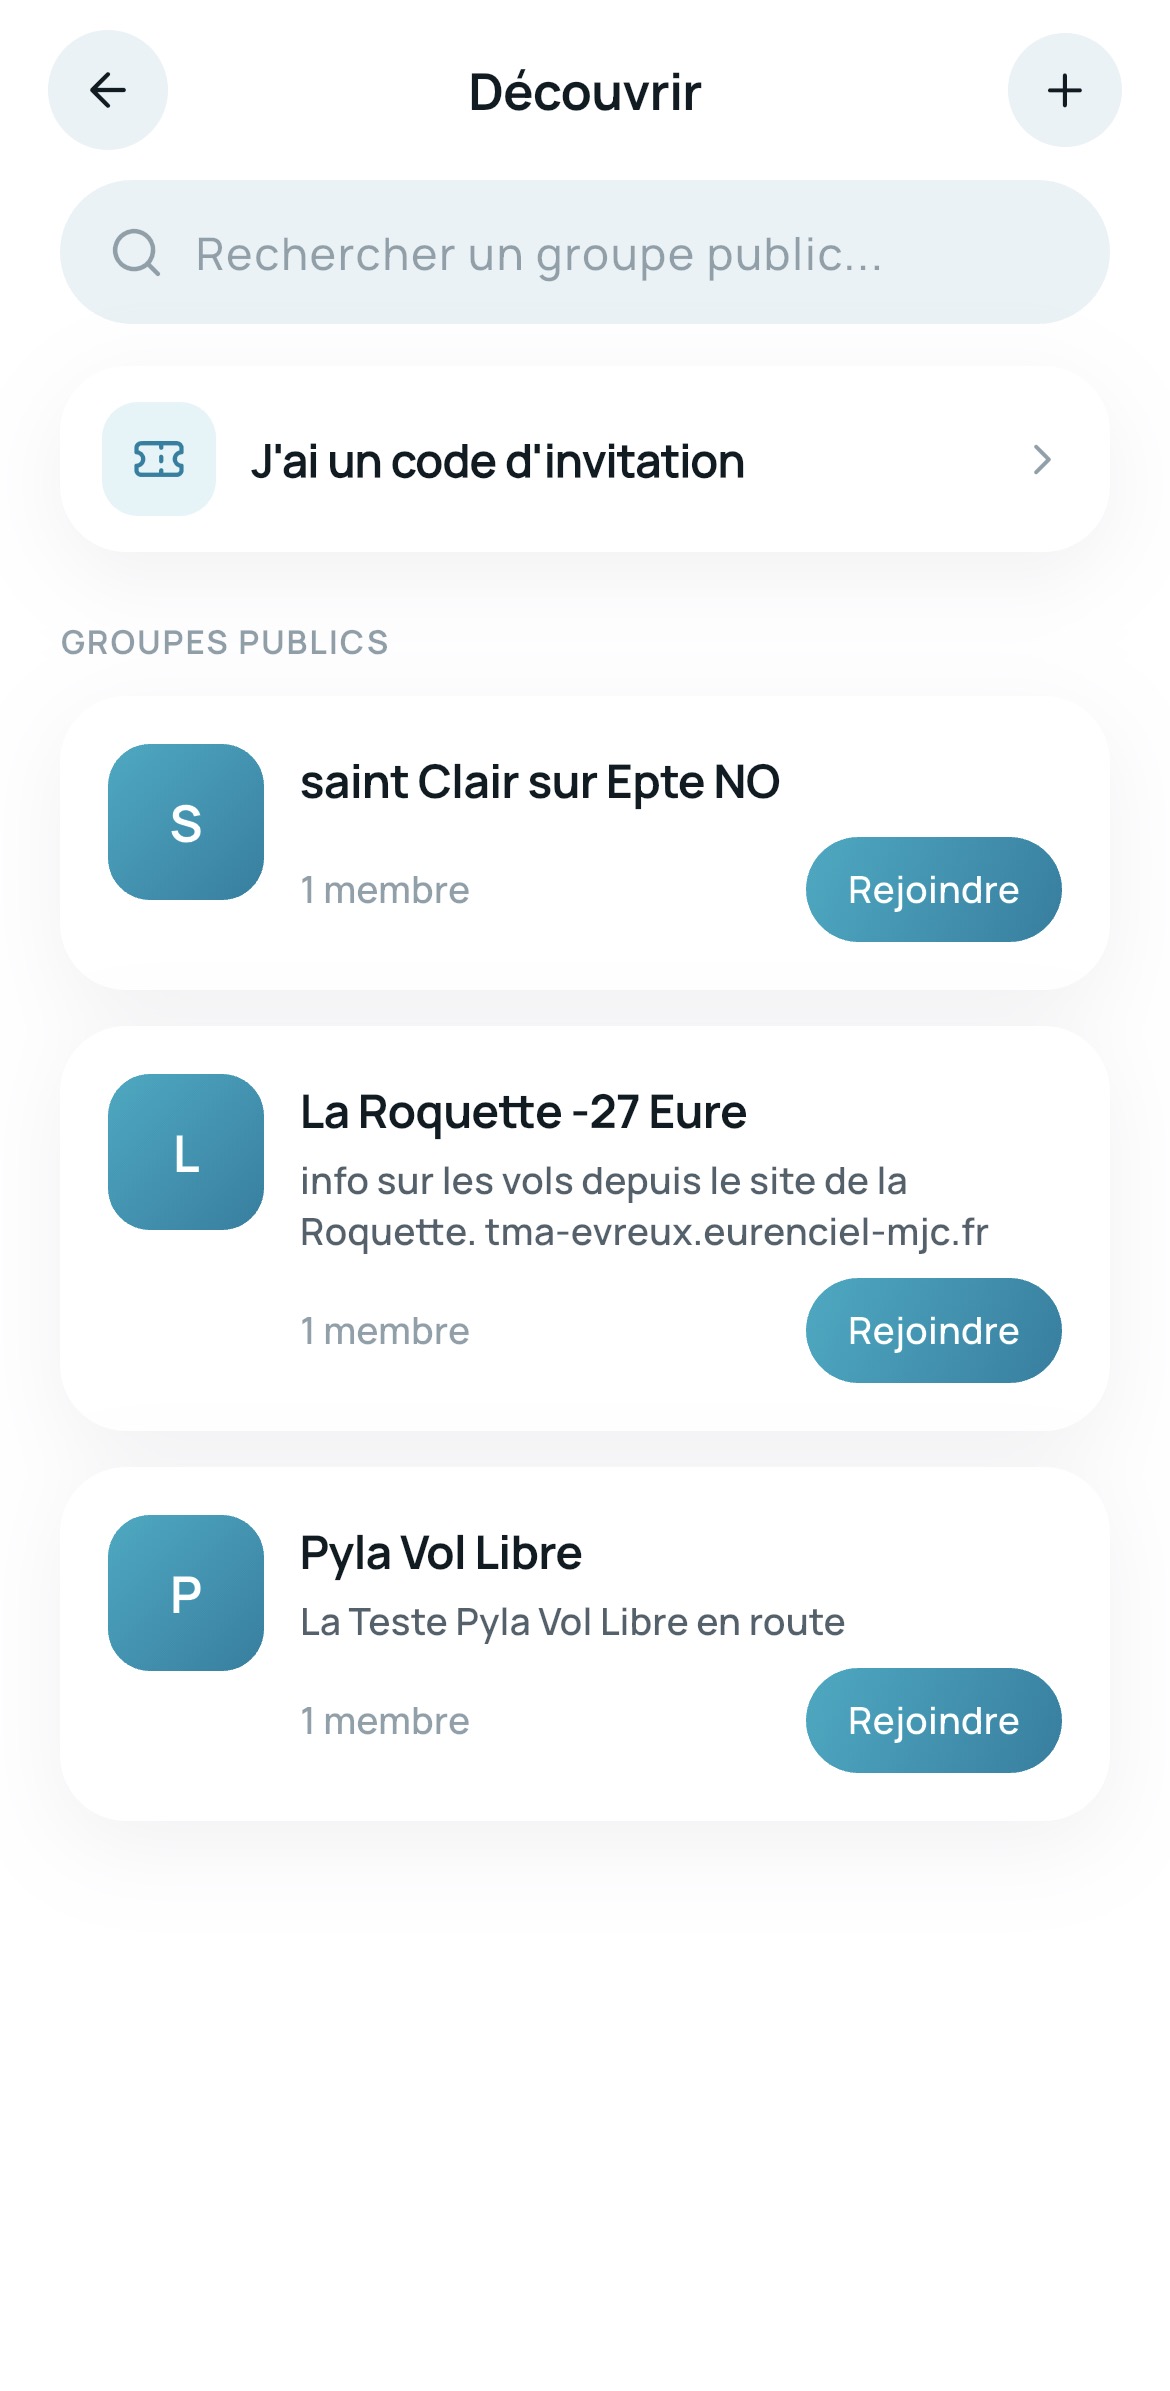 Découvrir
Rechercher un groupe public...
J'ai un code d'invitation
GROUPES PUBLICS
S
saint Clair sur Epte NO
1 membre
Rejoindre
L
La Roquette -27 Eure
info sur les vols depuis le site de la
Roquette. tma-evreux.eurenciel-mjc.fr
1 membre
Rejoindre
P
Pyla Vol Libre
La Teste Pyla Vol Libre en route
1 membre
Rejoindre